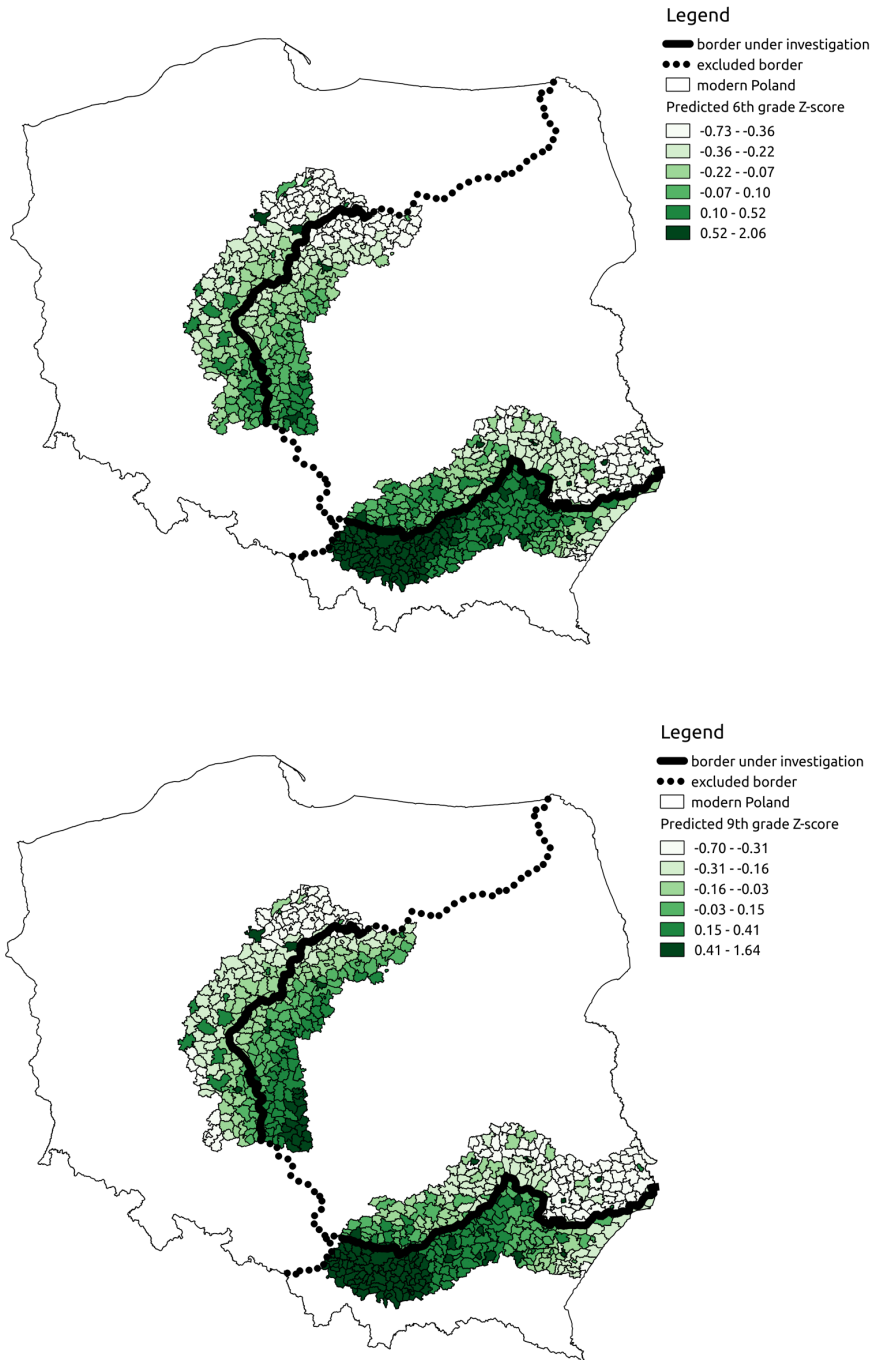 Legend
border under investigation
excluded border
modern Poland
Predicted 6th grade Z-score
-0.73 - -0.36
-0.36 - -0.22
-0.22 - -0.07
-0.07 - 0.10
0.10 - 0.52
0.52 - 2.06
Legend
border under investigation
excluded border
modern Poland
Predicted 9th grade Z-score
-0.70 - -0.31
-0.31 - -0.16
-0.16 - -0.03
-0.03 - 0.15
0.15 - 0.41
0.41 - 1.64